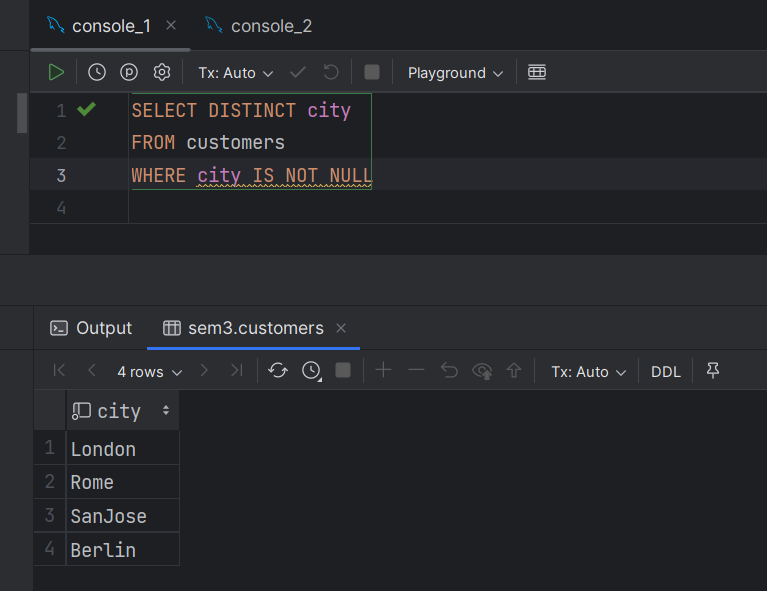 console_1 console_2
Tx: Auto Playground
1 SELECT DISTINCT city
2 FROM customers
3 WHERE city IS NOT NULL
4
Output sem3.customers
4 rows Tx: Auto DDL
city
1 London
2 Rome
3 SanJose
4 Berlin